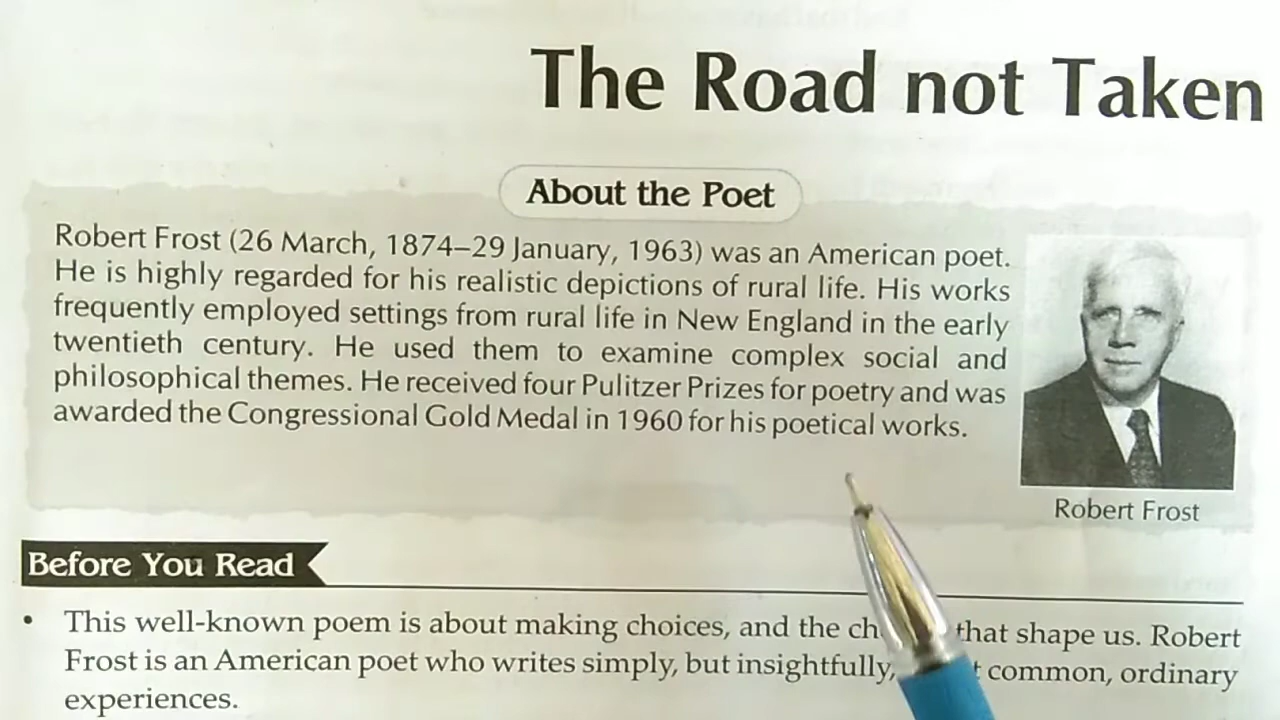 The Road not Taken
About the Poet
Robert Frost (26 March, 1874–29 January, 1963) was an American poet.
He is highly regarded for his realistic depictions of rural life. His works
frequently employed settings from rural life in New England in the early
twentieth century. He used them to examine complex social and
philosophical themes. He received four Pulitzer Prizes for poetry and was
awarded the Congressional Gold Medal in 1960 for his poetical works.
Robert Frost
Before You Read
• This well-known poem is about making choices, and the that shape us. Robert
Frost is an American poet who writes simply, but insightfully, common, ordinary
experiences.